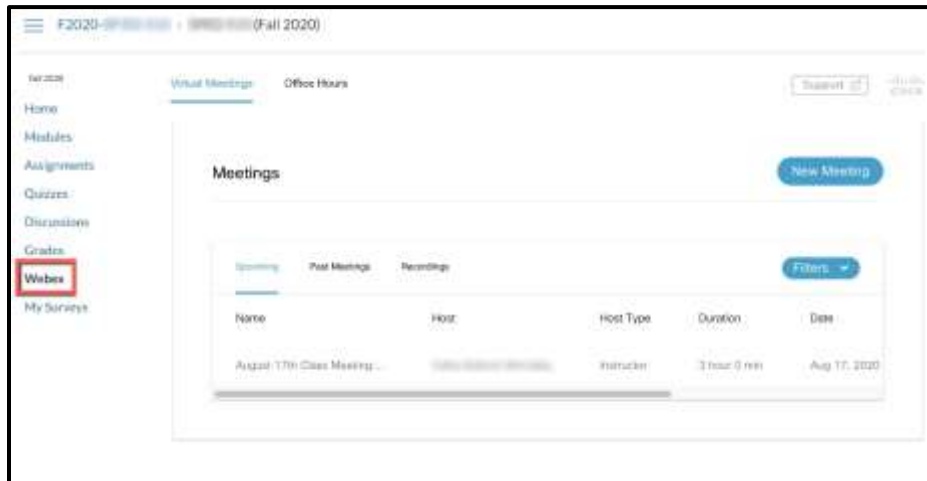 F2020- (Fall 2020)
Fall 2020
Virtual Meetings Office Hours Support
Home
Modules
Assignments
Quizzes
Discussions
Grades
Webex
My Surveys
Meetings New Meeting
Upcoming Past Meetings Recordings Filters
Name Host Host Type Duration Date
August 17th Class Meeting... Instructor 3 hour 0 min Aug 17, 2020